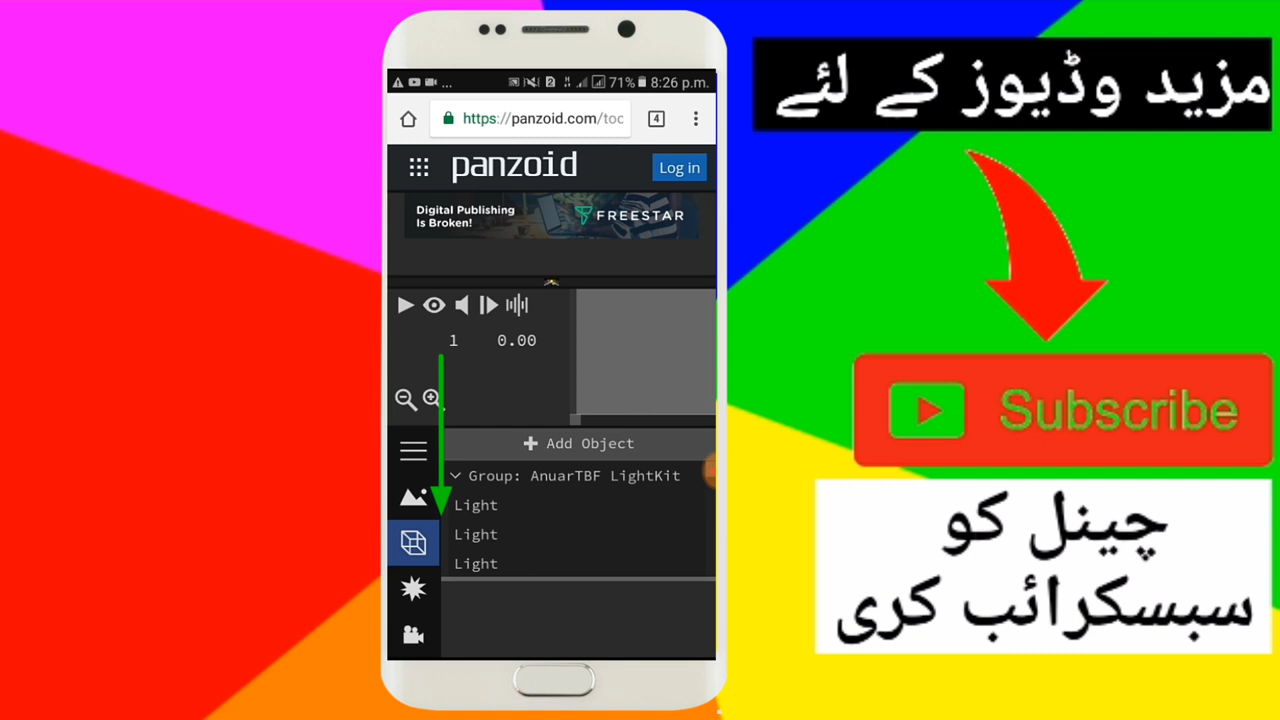 ... 71% 8:26 p.m.
https://panzoid.com/too 4
panzoid Log in
Digital Publishing
Is Broken!
FREESTAR
1 0.00
Add Object
Group: AnuarTBF LightKit
Light
Light
Light
مزید وڈیوز کے لئے
Subscribe
چینل کو
سبسکرائب کری